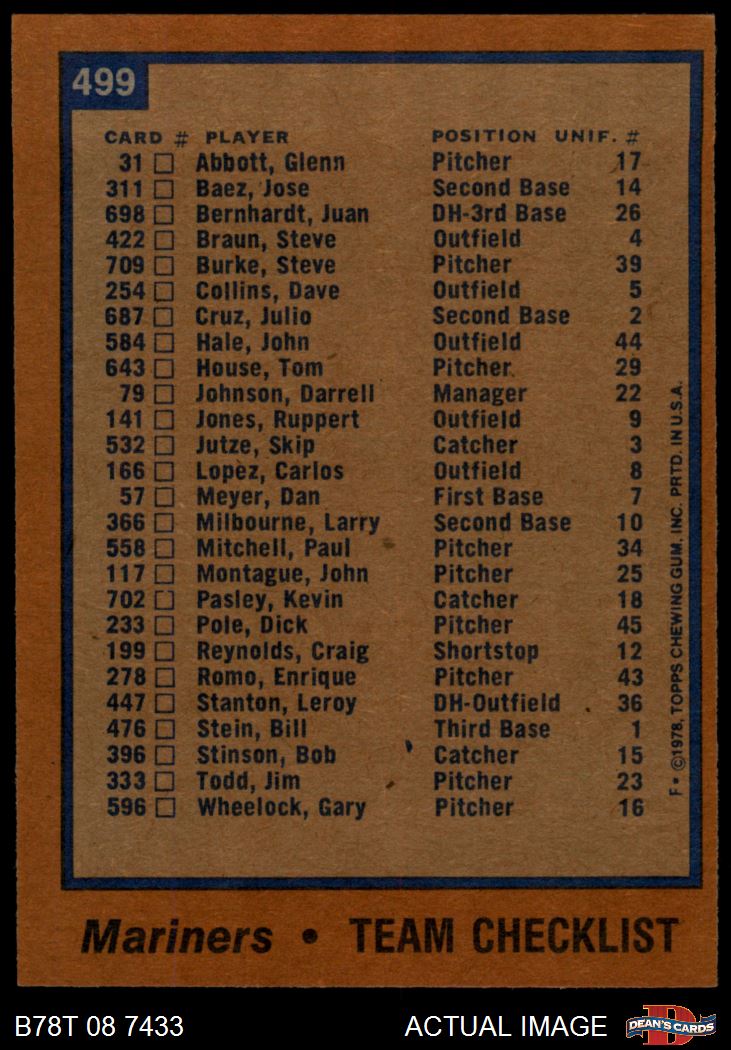 499
CARD # PLAYER POSITION UNIF. #
31 Abbott, Glenn Pitcher 17
311 Baez, Jose Second Base 14
698 Bernhardt, Juan DH-3rd Base 26
422 Braun, Steve Outfield 4
709 Burke, Steve Pitcher 39
254 Collins, Dave Outfield 5
687 Cruz, Julio Second Base 2
584 Hale, John Outfield 44
643 House, Tom Pitcher 29
79 Johnson, Darrell Manager 22
141 Jones, Ruppert Outfield 9
532 Jutze, Skip Catcher 3
166 Lopez, Carlos Outfield 8
57 Meyer, Dan First Base 7
366 Milbourne, Larry Second Base 10
558 Mitchell, Paul Pitcher 34
117 Montague, John Pitcher 25
702 Pasley, Kevin Catcher 18
233 Pole, Dick Pitcher 45
199 Reynolds, Craig Shortstop 12
278 Romo, Enrique Pitcher 43
447 Stanton, Leroy DH-Outfield 36
476 Stein, Bill Third Base 1
396 Stinson, Bob Catcher 15
333 Todd, Jim Pitcher 23
596 Wheelock, Gary Pitcher 16
F• ©1978, TOPPS CHEWING GUM, INC. PRTD. IN U.S.A.
Mariners • TEAM CHECKLIST
B78T 08 7433 ACTUAL IMAGE
D
DEAN'S CARDS